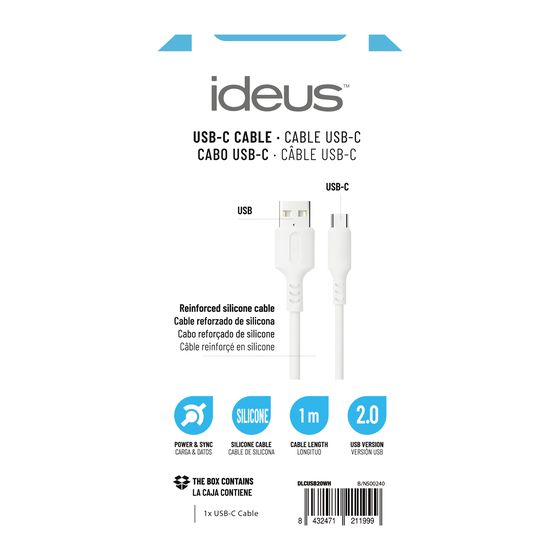 ideus™
USB-C CABLE · CABLE USB-C
CABO USB-C · CÂBLE USB-C
USB-C
USB
Reinforced silicone cable
Cable reforzado de silicona
Cabo reforçado de silicone
Câble reinforçé en silicone
SILICONE
1 m
2.0
POWER & SYNC
CARGA & DATOS
SILICONE CABLE
CABLE DE SILICONA
CABLE LENGTH
LONGITUD
USB VERSION
VERSIÓN USB
THE BOX CONTAINS
LA CAJA CONTIENE
1x USB-C Cable
DLCUSB20WH B/N500240
8 432471 211999